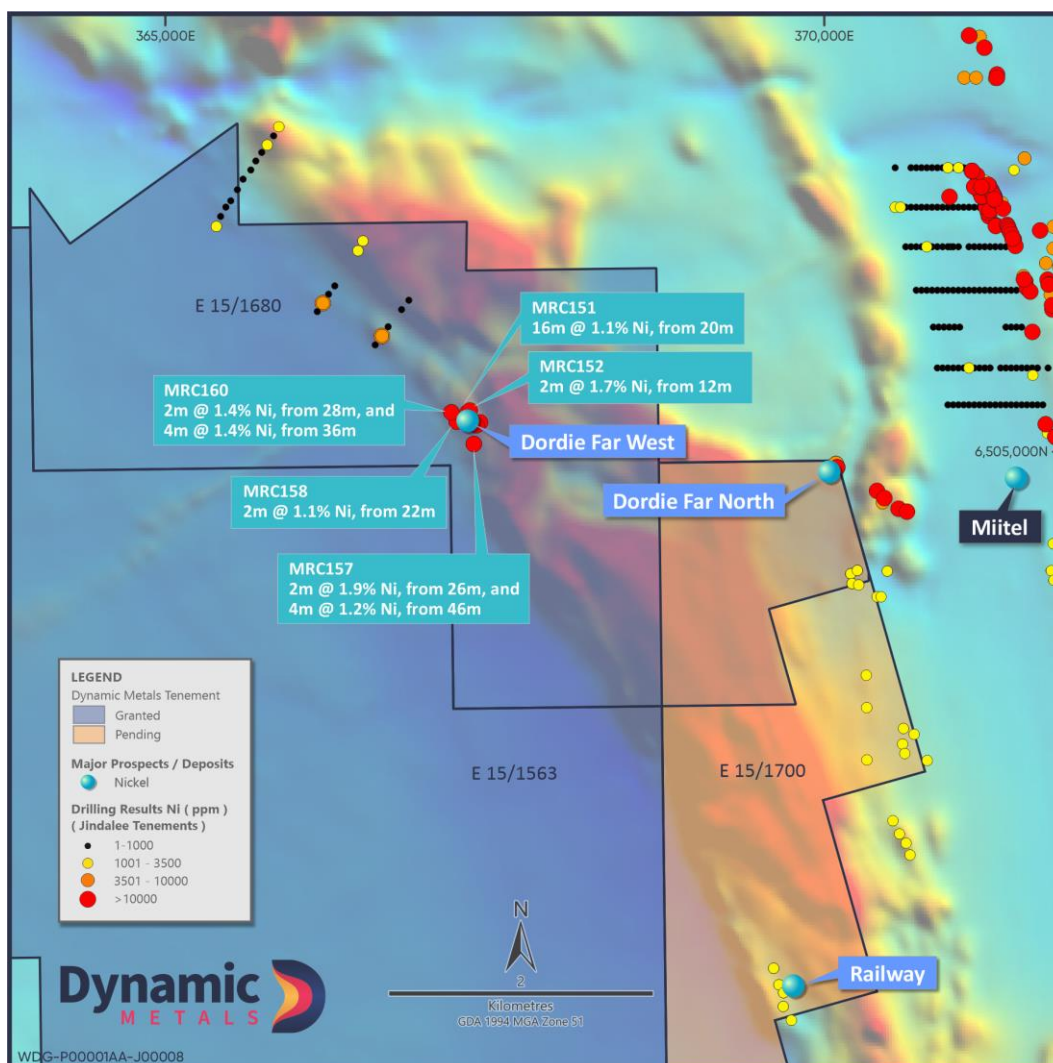 365,000E
370,000E
E 15/1680
MRC151
16m @ 1.1% Ni, from 20m
MRC152
2m @ 1.7% Ni, from 12m
MRC160
2m @ 1.4% Ni, from 28m, and
4m @ 1.4% Ni, from 36m
Dordie Far West
6,505,000N
MRC158
2m @ 1.1% Ni, from 22m
Dordie Far North
Miitel
MRC157
2m @ 1.9% Ni, from 26m, and
4m @ 1.2% Ni, from 46m
LEGEND
Dynamic Metals Tenement
Granted
Pending
Major Prospects / Deposits
Nickel
Drilling Results Ni ( ppm )
( Jindalee Tenements )
1-1000
1001 - 3500
3501 - 10000
>10000
E 15/1563
E 15/1700
N
2
Kilometres
GDA 1994 MGA Zone 51
Railway
Dynamic
METALS
WDG-P00001AA-J00008